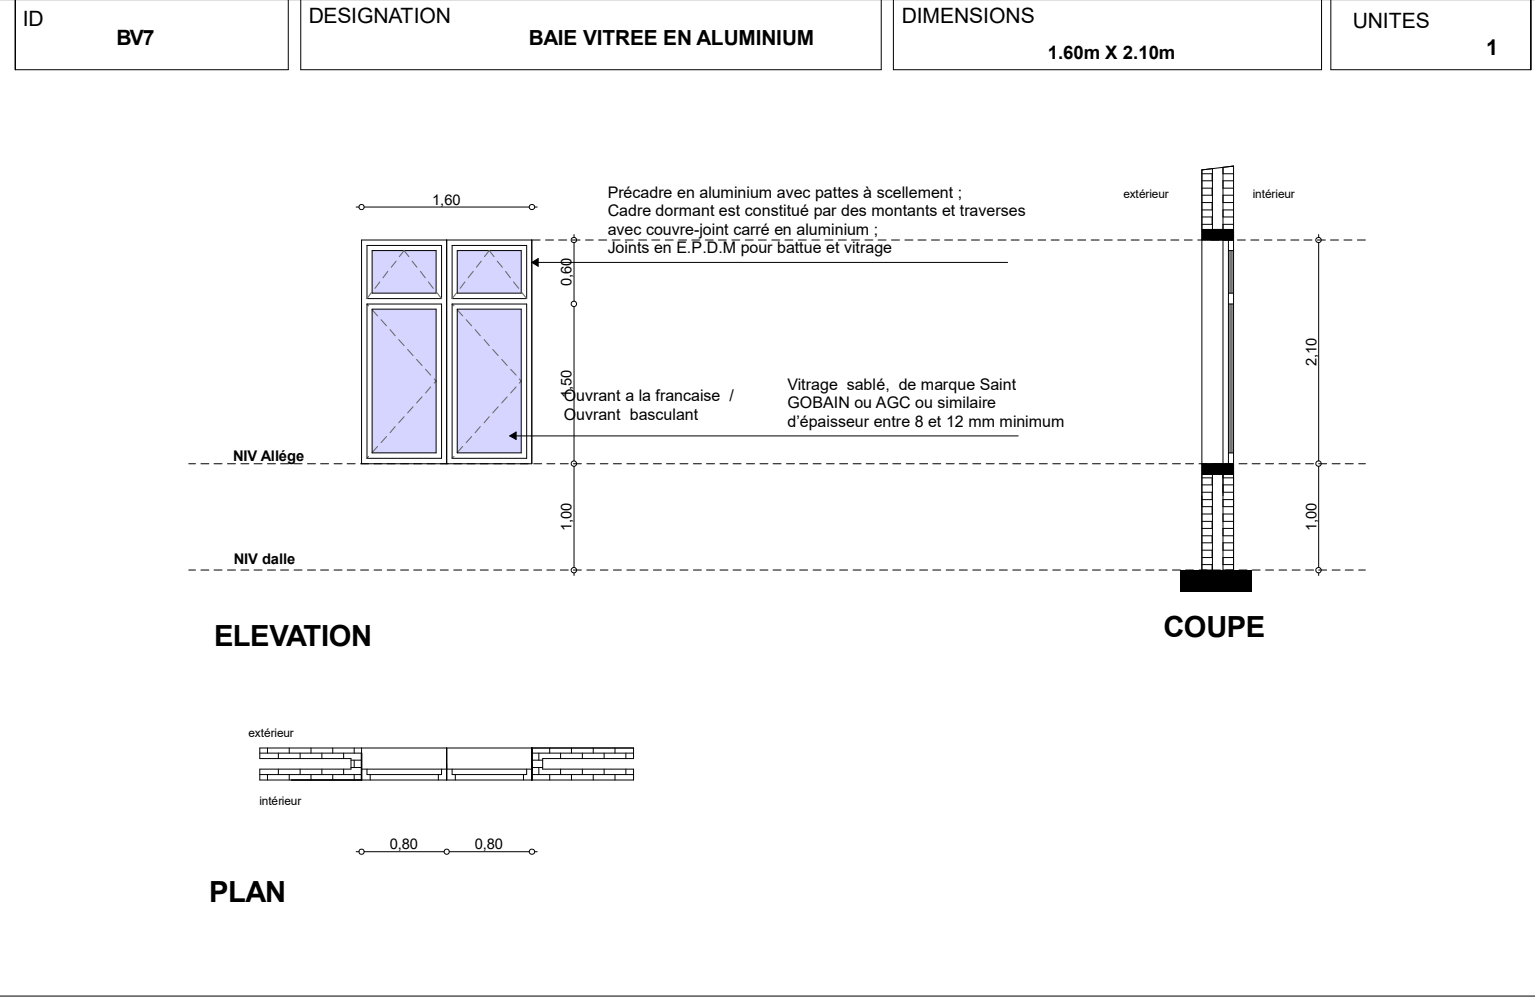 ID
BV7
DESIGNATION
BAIE VITREE EN ALUMINIUM
DIMENSIONS
1.60m X 2.10m
UNITES
1
1,60
Précadre en aluminium avec pattes à scellement ;
Cadre dormant est constitué par des montants et traverses
avec couvre-joint carré en aluminium ;
Joints en E.P.D.M pour battue et vitrage
0,60
1,50
Ouvrant a la francaise /
Ouvrant basculant
Vitrage sablé, de marque Saint
GOBAIN ou AGC ou similaire
d'épaisseur entre 8 et 12 mm minimum
NIV Allége
1,00
NIV dalle
ELEVATION
extérieur
intérieur
2,10
1,00
COUPE
extérieur
intérieur
0,80
0,80
PLAN